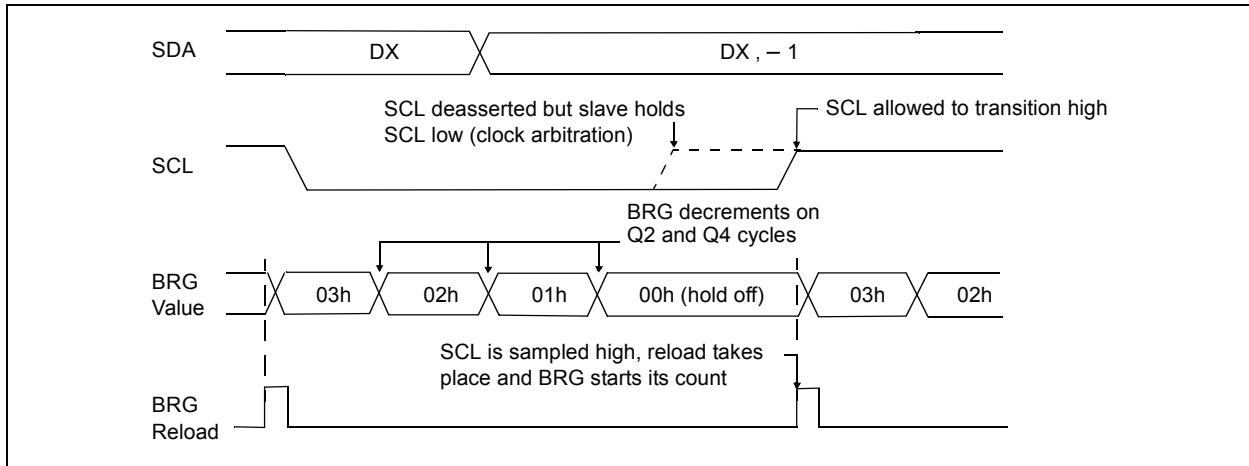 SDA
DX
DX , – 1
SCL deasserted but slave holds
SCL low (clock arbitration)
SCL allowed to transition high
SCL
BRG decrements on
Q2 and Q4 cycles
BRG
Value
03h
02h
01h
00h (hold off)
03h
02h
SCL is sampled high, reload takes
place and BRG starts its count
BRG
Reload